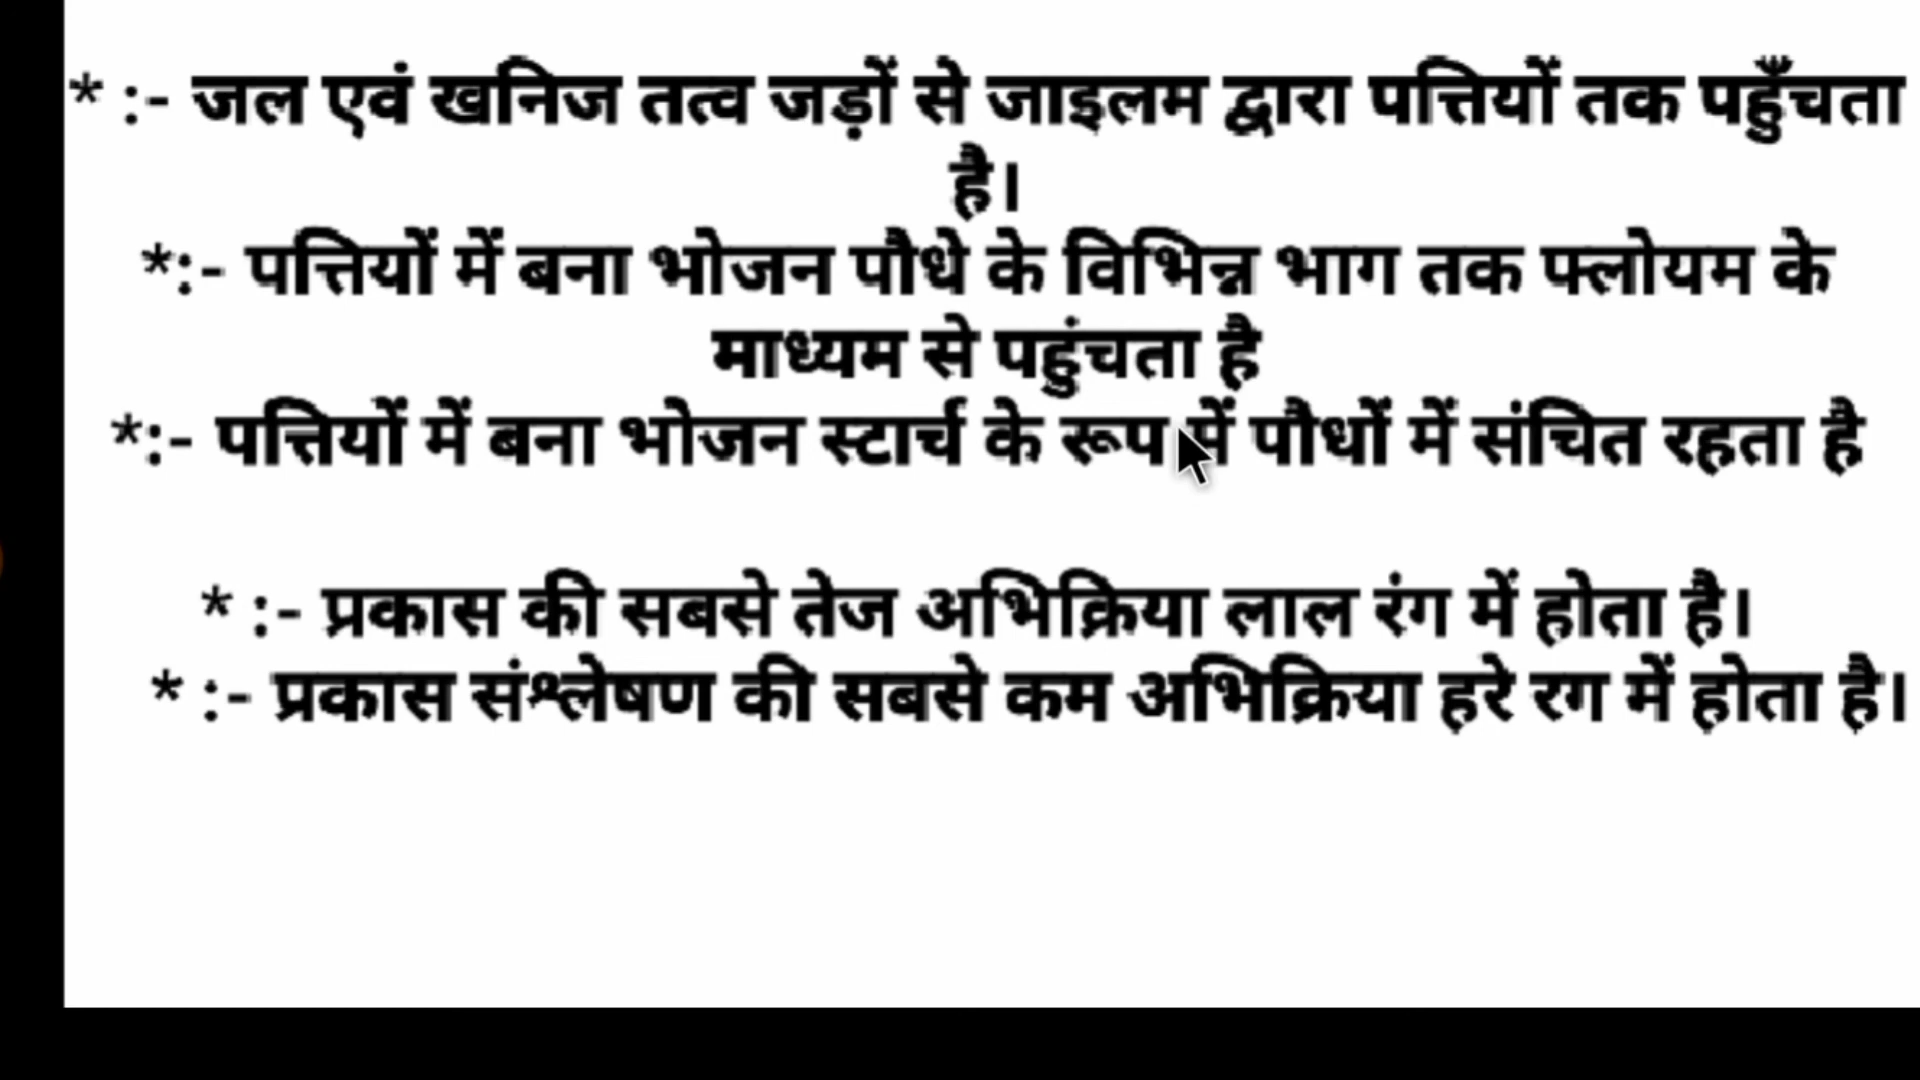 * :- जल एवं खनिज तत्व जड़ों से जाइलम द्वारा पत्तियों तक पहुँचता
है।
*:- पत्तियों में बना भोजन पौधे के विभिन्न भाग तक फ्लोयम के
माध्यम से पहुंचता है
*:- पत्तियों में बना भोजन स्टार्च के रूप में पौधों में संचित रहता है
* :- प्रकास की सबसे तेज अभिक्रिया लाल रंग में होता है।
* :- प्रकास संश्लेषण की सबसे कम अभिक्रिया हरे रग में होता है।